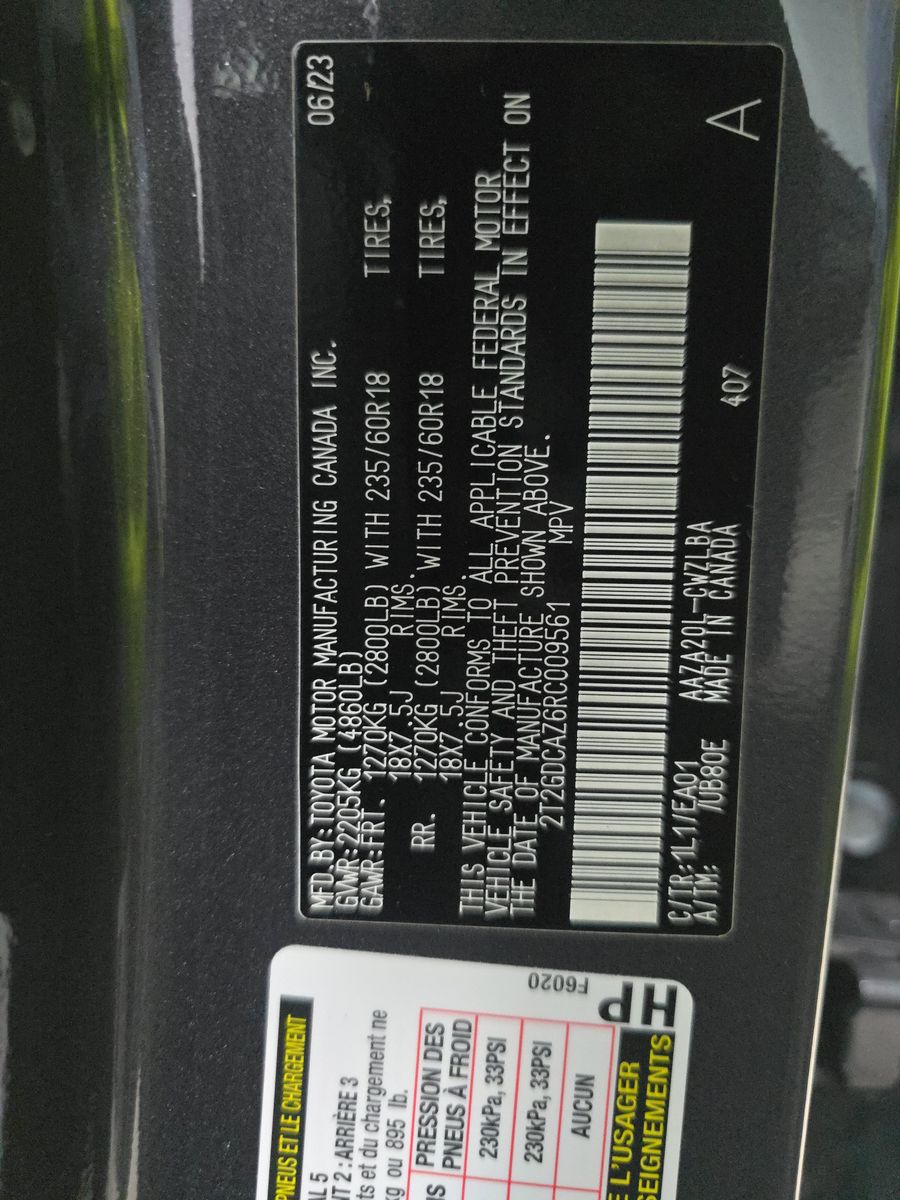 MFD.BY:TOYOTA MOTOR MANUFACTURING CANADA INC. 06/23
GVWR:2205KG (4860LB)
GAWR:FRT. 1270KG (2800LB) WITH 235/60R18 TIRES,
18X7.5J RIMS.
RR. 1270KG (2800LB) WITH 235/60R18 TIRES,
18X7.5J RIMS.
THIS VEHICLE CONFORMS TO ALL APPLICABLE FEDERAL MOTOR
VEHICLE SAFETY AND THEFT PREVENTION STANDARDS IN EFFECT ON
THE DATE OF MANUFACTURE SHOWN ABOVE.
2T2GDCAZ6RC009561 MPV
C/TR:1L1/EA01 AAZA20L-CWZLBA
A/TM: /UB80E MADE IN CANADA 407
A
PNEUS ET LE CHARGEMENT
AL 5
NT 2 : ARRIÈRE 3
ts et du chargement ne
kg ou 895 lb.
PRESSION DES
PNEUS À FROID
230kPa, 33PSI
230kPa, 33PSI
AUCUN
E L'USAGER
SEIGNEMENTS
F6020